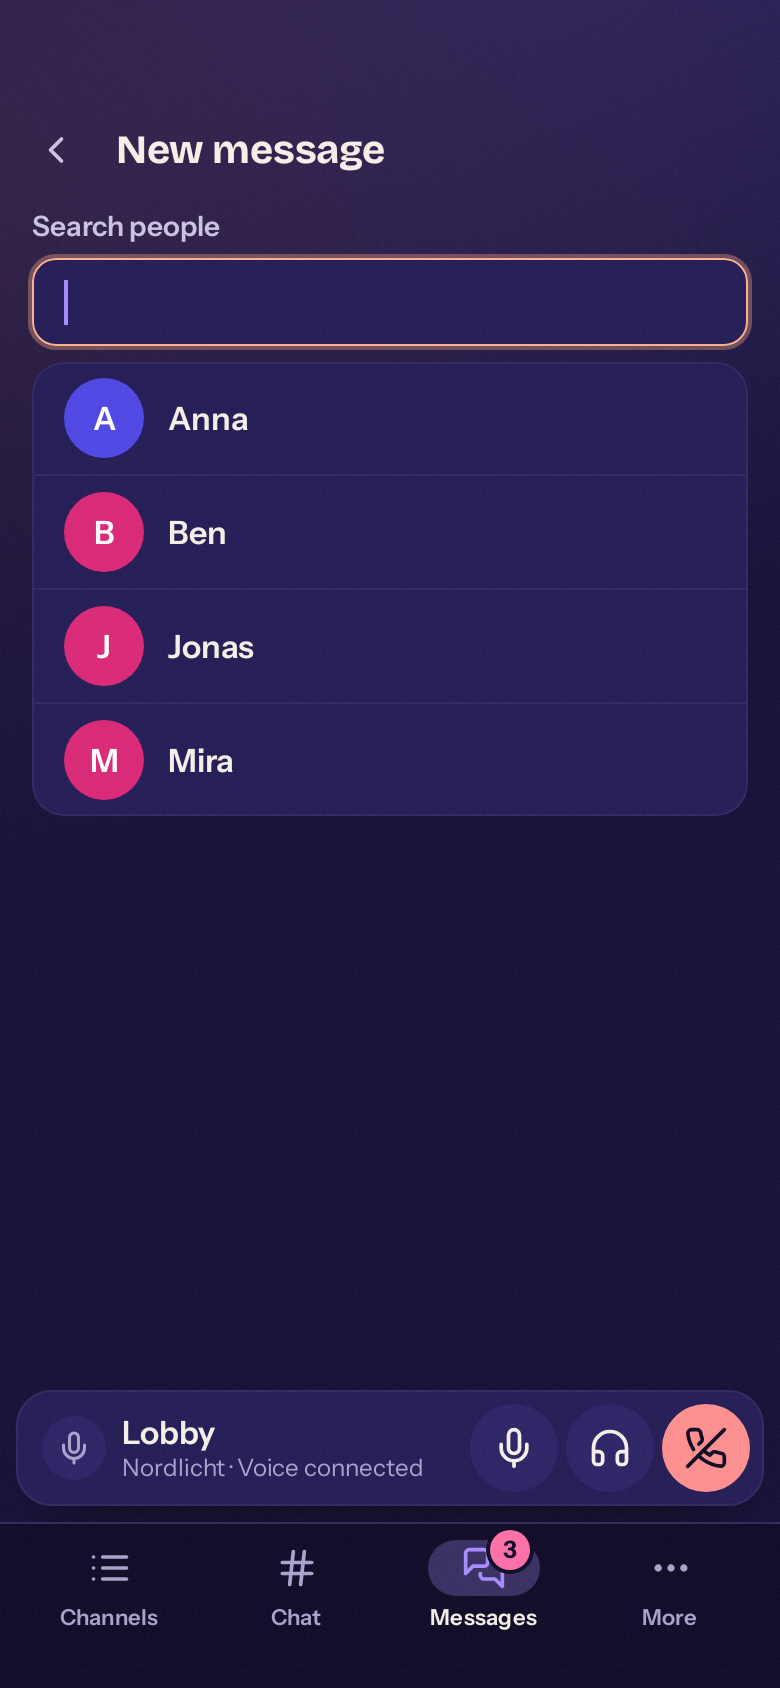 New message
Search people
A Anna
B Ben
J Jonas
M Mira
Lobby
Nordlicht · Voice connected
3
Channels Chat Messages More